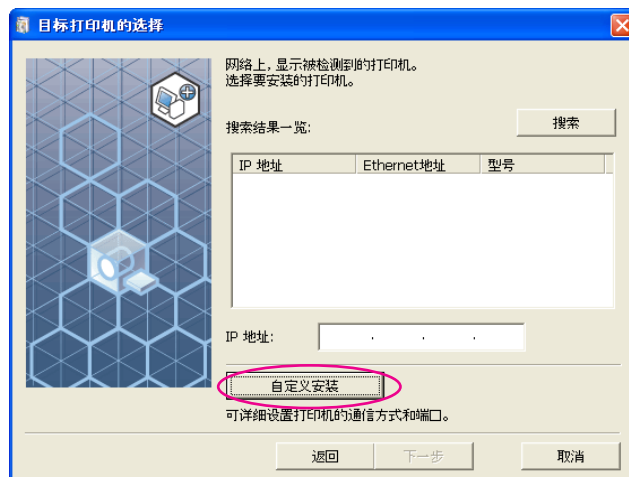 目标打印机的选择
网络上，显示被检测到的打印机。
选择要安装的打印机。
搜索结果一览:
搜索
IP 地址 Ethernet地址 型号
IP 地址: . . .
自定义安装
可详细设置打印机的通信方式和端口。
返回 下一步 取消